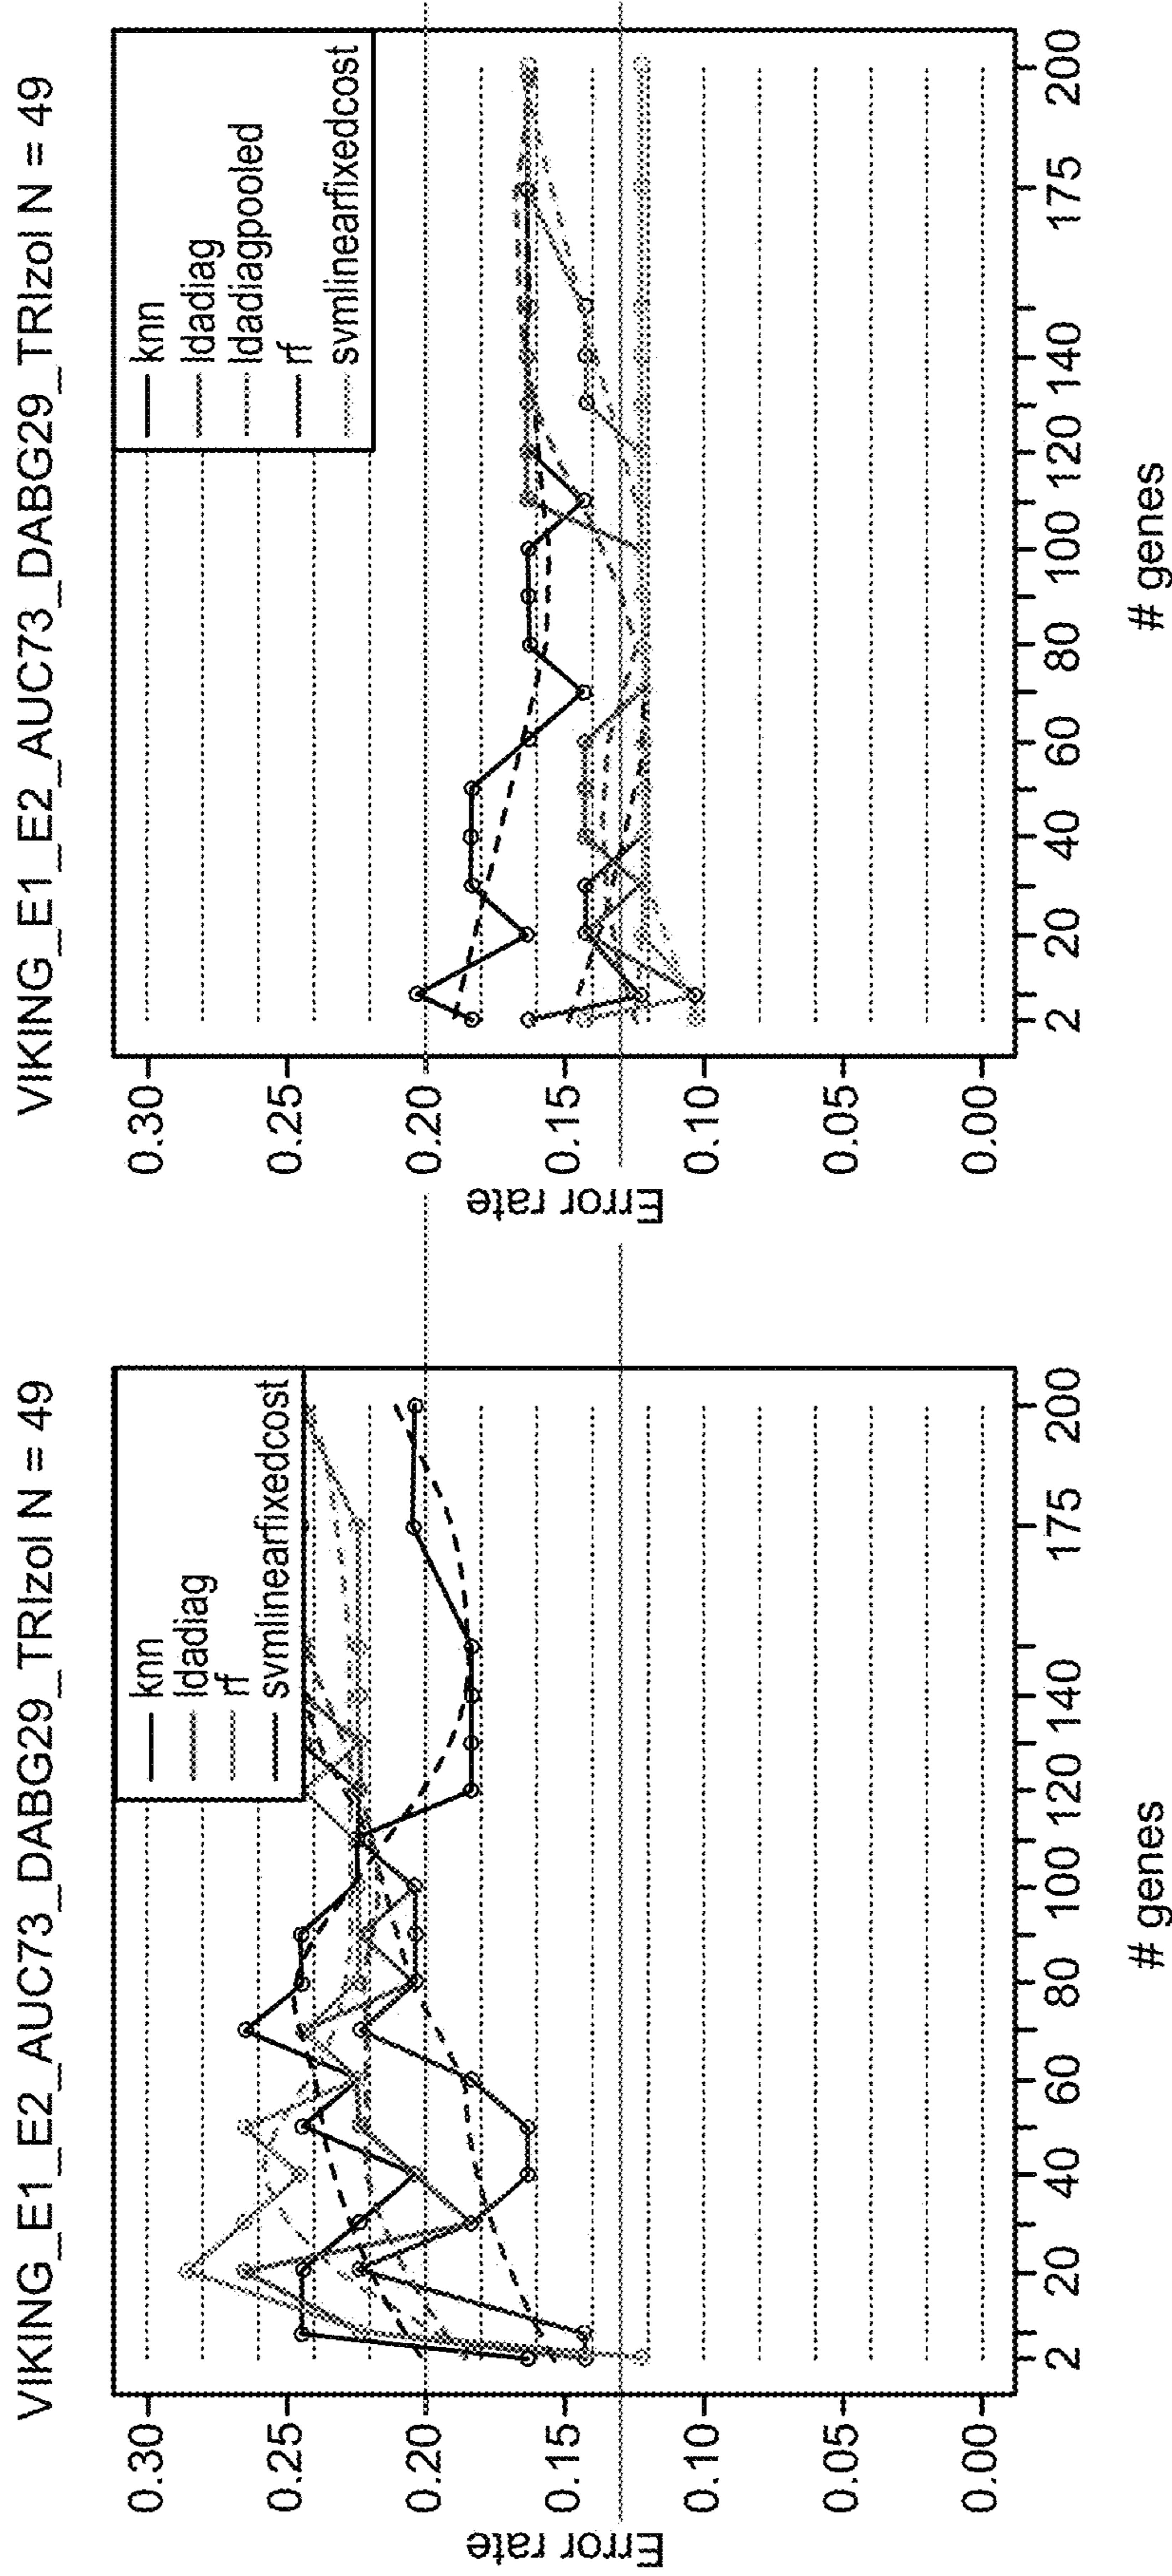 VIKING_E1_E2_AUC73_DABG29_TRIzol N = 49
Error rate
0.30
0.25
0.20
0.15
0.10
0.05
0.00
knn
ldadiag
rf
svmlinearfixedcost
2 20 40 60 80 100 120 140 175 200
# genes
VIKING_E1_E2_AUC73_DABG29_TRIzol N = 49
Error rate
0.30
0.25
0.20
0.15
0.10
0.05
0.00
knn
ldadiag
ldadiagpooled
rf
svmlinearfixedcost
2 20 40 60 80 100 120 140 175 200
# genes